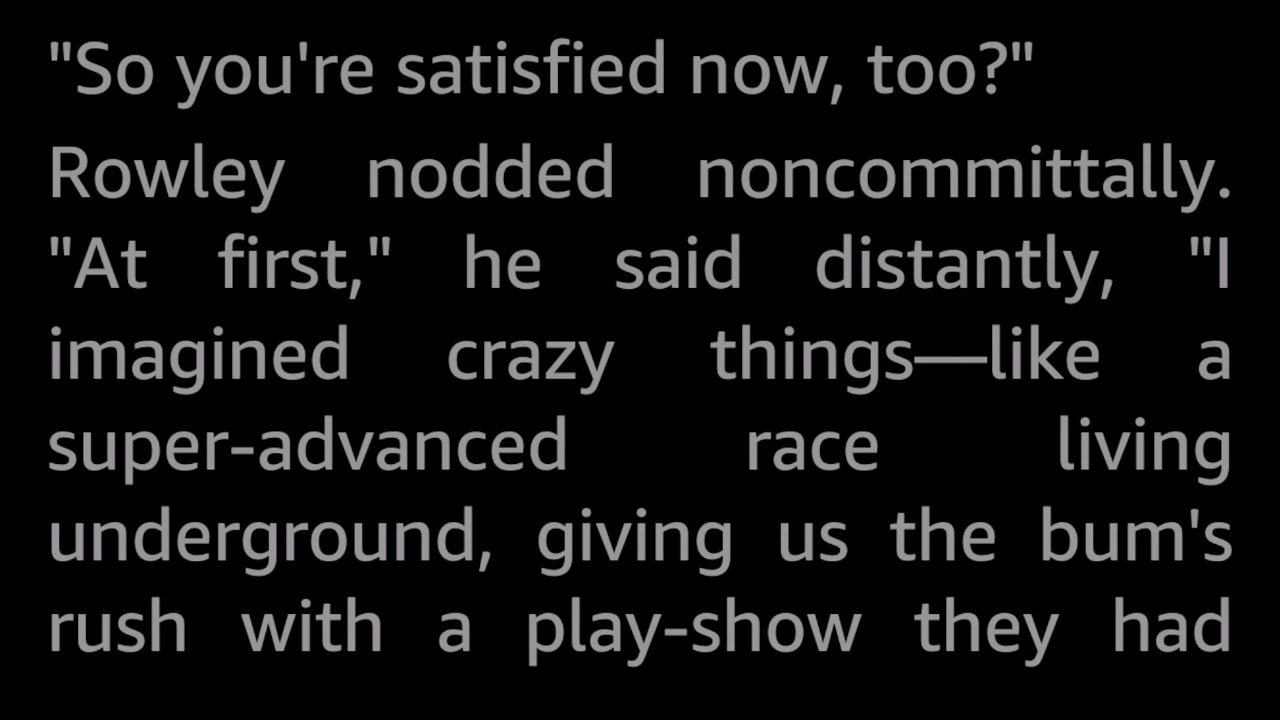 "So you're satisfied now, too?"
Rowley nodded noncommittally.
"At first," he said distantly, "I
imagined crazy things—like a
super-advanced race living
underground, giving us the bum's
rush with a play-show they had